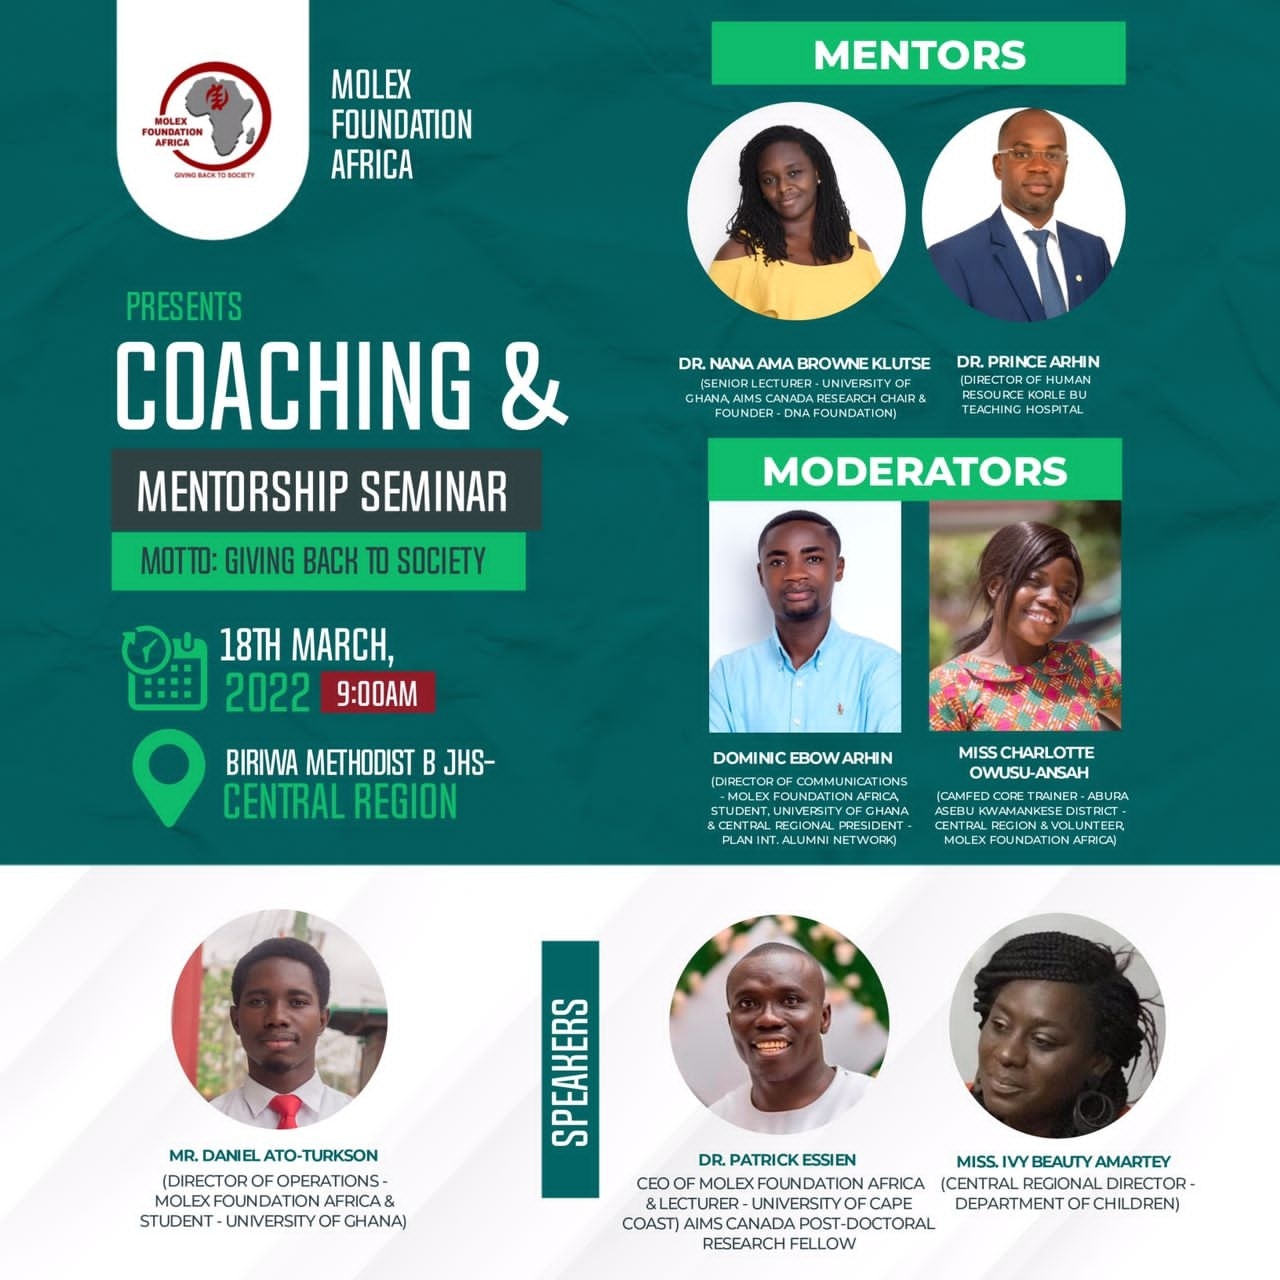 MOLEX
FOUNDATION
AFRICA
GIVING BACK TO SOCIETY
MOLEX
FOUNDATION
AFRICA
PRESENTS
COACHING &
MENTORSHIP SEMINAR
MOTTO: GIVING BACK TO SOCIETY
18TH MARCH,
2022 9:00AM
BIRIWA METHODIST B JHS-
CENTRAL REGION
MENTORS
DR. NANA AMA BROWNE KLUTSE
(SENIOR LECTURER - UNIVERSITY OF
GHANA, AIMS CANADA RESEARCH CHAIR &
FOUNDER - DNA FOUNDATION)
DR. PRINCE ARHIN
(DIRECTOR OF HUMAN
RESOURCE KORLE BU
TEACHING HOSPITAL
MODERATORS
DOMINIC EBOW ARHIN
(DIRECTOR OF COMMUNICATIONS
- MOLEX FOUNDATION AFRICA,
STUDENT, UNIVERSITY OF GHANA
& CENTRAL REGIONAL PRESIDENT -
PLAN INT. ALUMNI NETWORK)
MISS CHARLOTTE
OWUSU-ANSAH
(CAMFED CORE TRAINER - ABURA
ASEBU KWAMANKESE DISTRICT -
CENTRAL REGION & VOLUNTEER,
MOLEX FOUNDATION AFRICA)
MR. DANIEL ATO-TURKSON
(DIRECTOR OF OPERATIONS -
MOLEX FOUNDATION AFRICA &
STUDENT - UNIVERSITY OF GHANA)
SPEAKERS
DR. PATRICK ESSIEN
CEO OF MOLEX FOUNDATION AFRICA
& LECTURER - UNIVERSITY OF CAPE
COAST) AIMS CANADA POST-DOCTORAL
RESEARCH FELLOW
MISS. IVY BEAUTY AMARTEY
(CENTRAL REGIONAL DIRECTOR -
DEPARTMENT OF CHILDREN)